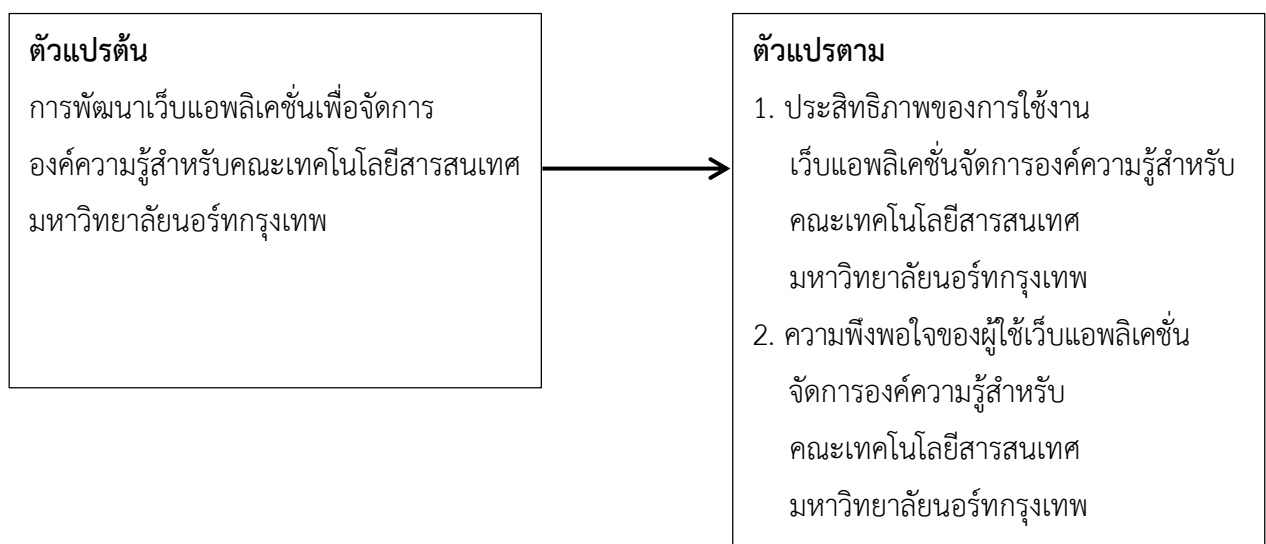 ตัวแปรต้น
การพัฒนาเว็บแอพลิเคชั่นเพื่อจัดการ
องค์ความรู้สำหรับคณะเทคโนโลยีสารสนเทศ
มหาวิทยาลัยนอร์ทกรุงเทพ
ตัวแปรตาม
1. ประสิทธิภาพของการใช้งาน
เว็บแอพลิเคชั่นจัดการองค์ความรู้สำหรับ
คณะเทคโนโลยีสารสนเทศ
มหาวิทยาลัยนอร์ทกรุงเทพ
2. ความพึงพอใจของผู้ใช้เว็บแอพลิเคชั่น
จัดการองค์ความรู้สำหรับ
คณะเทคโนโลยีสารสนเทศ
มหาวิทยาลัยนอร์ทกรุงเทพ